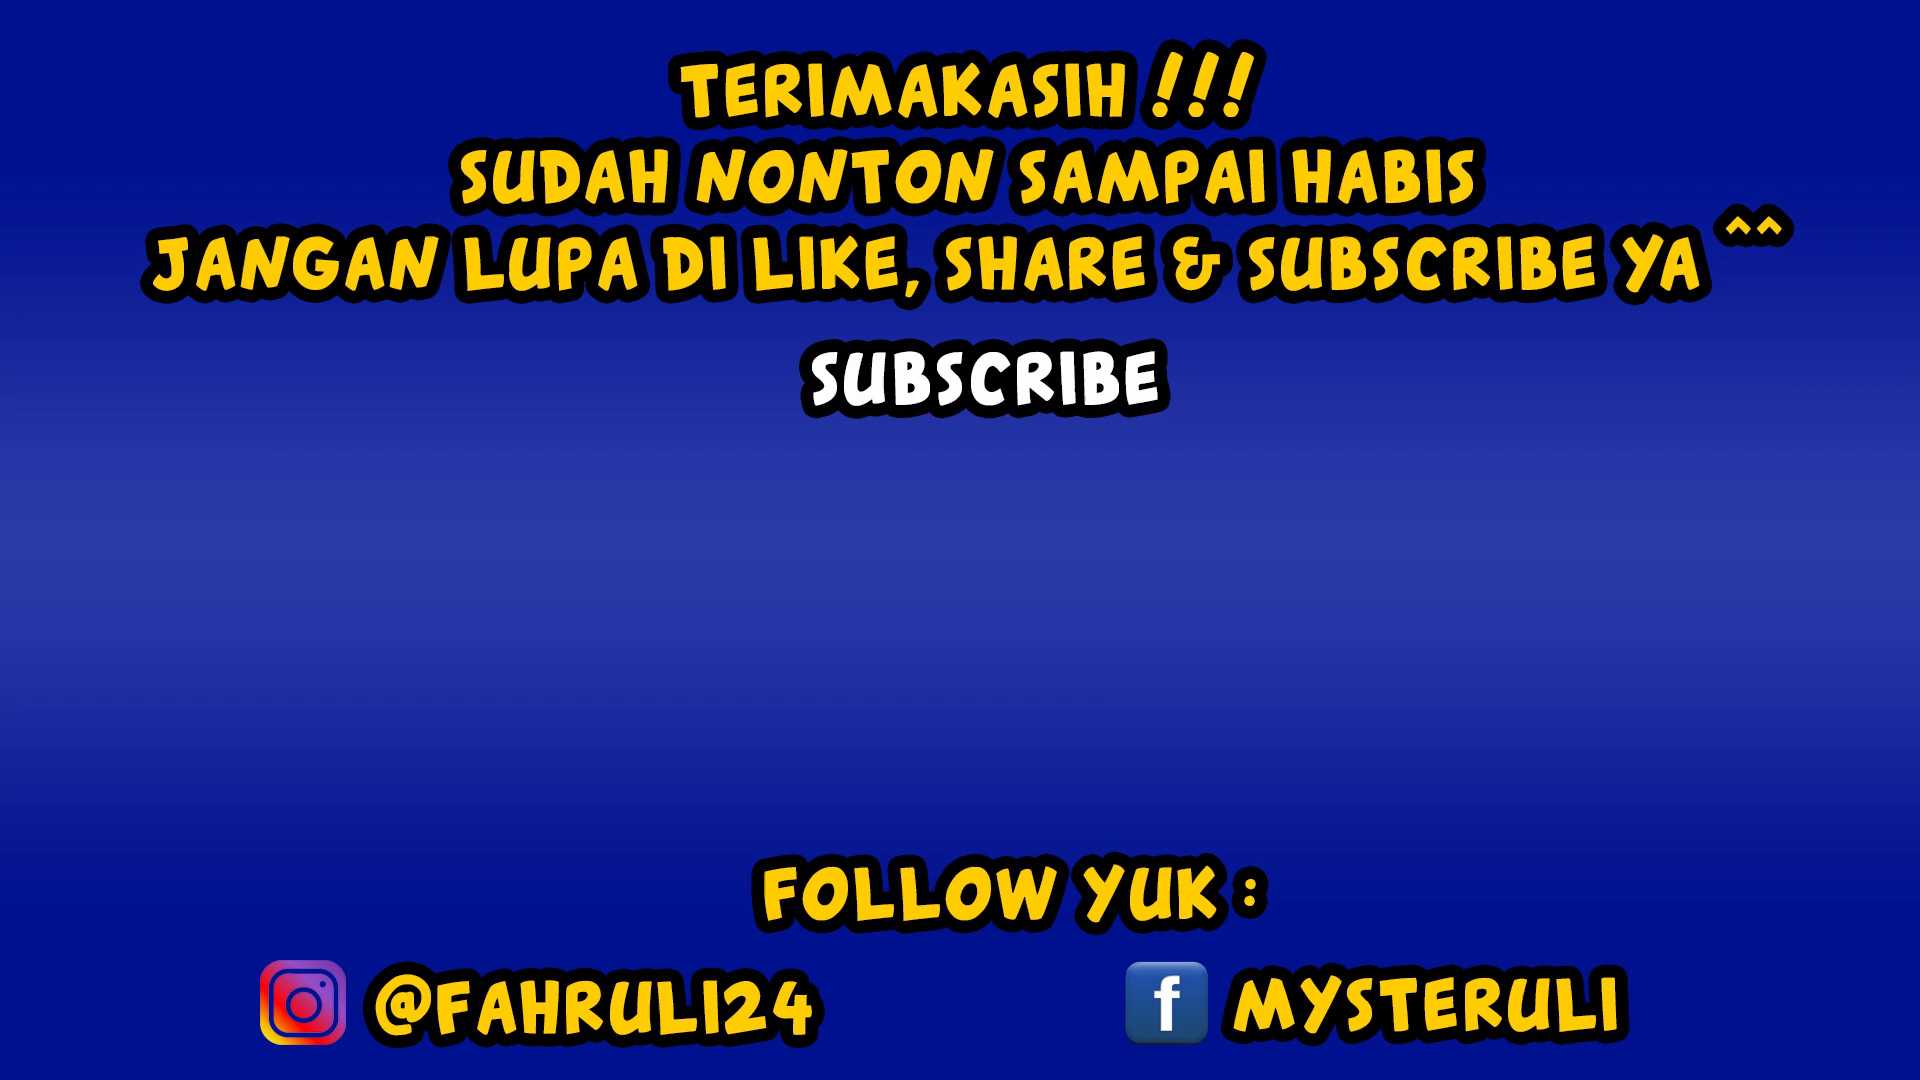 TERIMAKASIH !!!
SUDAH NONTON SAMPAI HABIS
JANGAN LUPA DI LIKE, SHARE & SUBSCRIBE YA ^^
SUBSCRIBE
FOLLOW YUK :
@FAHRULI24
f MYSTERULI